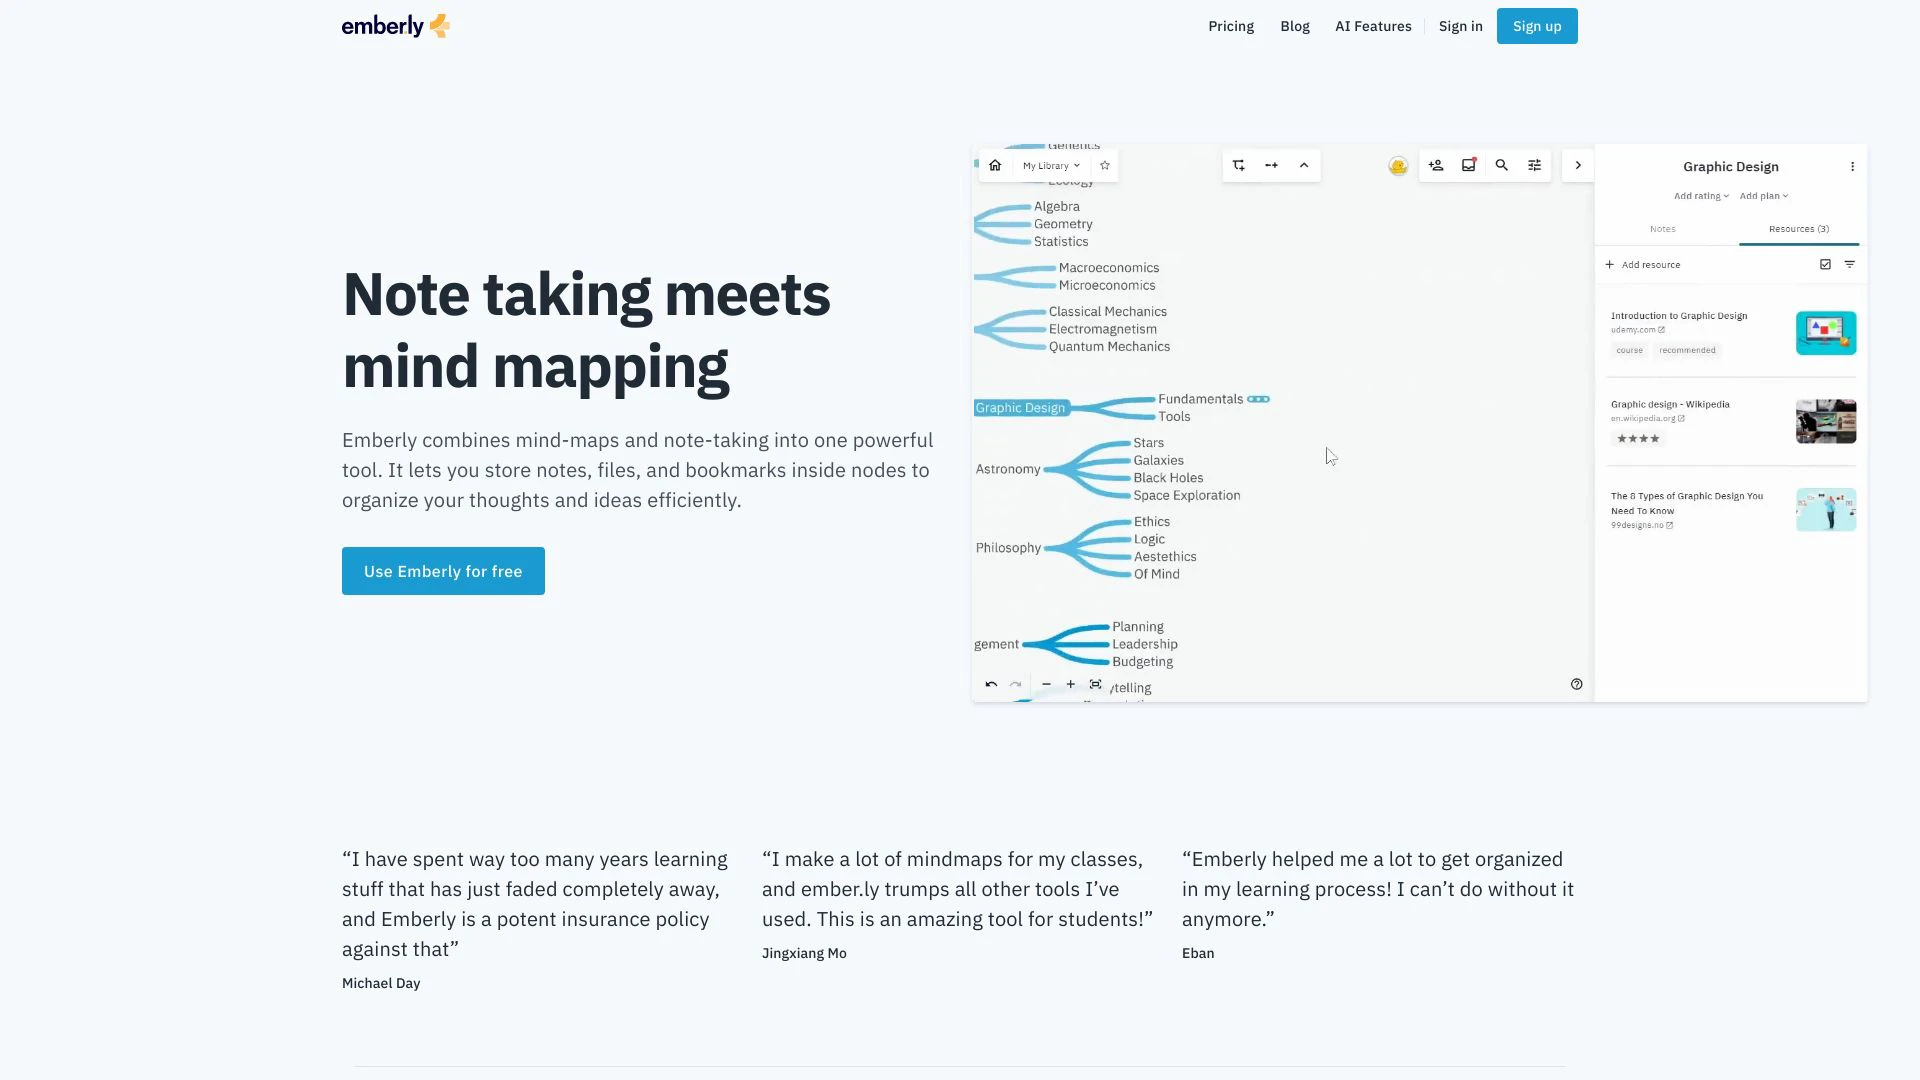 emberly
Pricing
Blog
AI Features
Sign in
Sign up
Note taking meets
mind mapping
Emberly combines mind-maps and note-taking into one powerful
tool. It lets you store notes, files, and bookmarks inside nodes to
organize your thoughts and ideas efficiently.
Use Emberly for free
Genetics
My Library
Ecology
Algebra
Geometry
Statistics
Macroeconomics
Microeconomics
Classical Mechanics
Electromagnetism
Quantum Mechanics
Graphic Design
Fundamentals
Tools
Astronomy
Stars
Galaxies
Black Holes
Space Exploration
Philosophy
Ethics
Logic
Aestethics
Of Mind
gement
Planning
Leadership
Budgeting
ytelling
Graphic Design
Add rating
Add plan
Notes
Resources (3)
Add resource
Introduction to Graphic Design
udemy.com
course
recommended
Graphic design - Wikipedia
en.wikipedia.org
★★★★
The 8 Types of Graphic Design You
Need To Know
99designs.no
“I have spent way too many years learning
stuff that has just faded completely away,
and Emberly is a potent insurance policy
against that”
Michael Day
“I make a lot of mindmaps for my classes,
and ember.ly trumps all other tools I’ve
used. This is an amazing tool for students!”
Jingxiang Mo
“Emberly helped me a lot to get organized
in my learning process! I can’t do without it
anymore.”
Eban